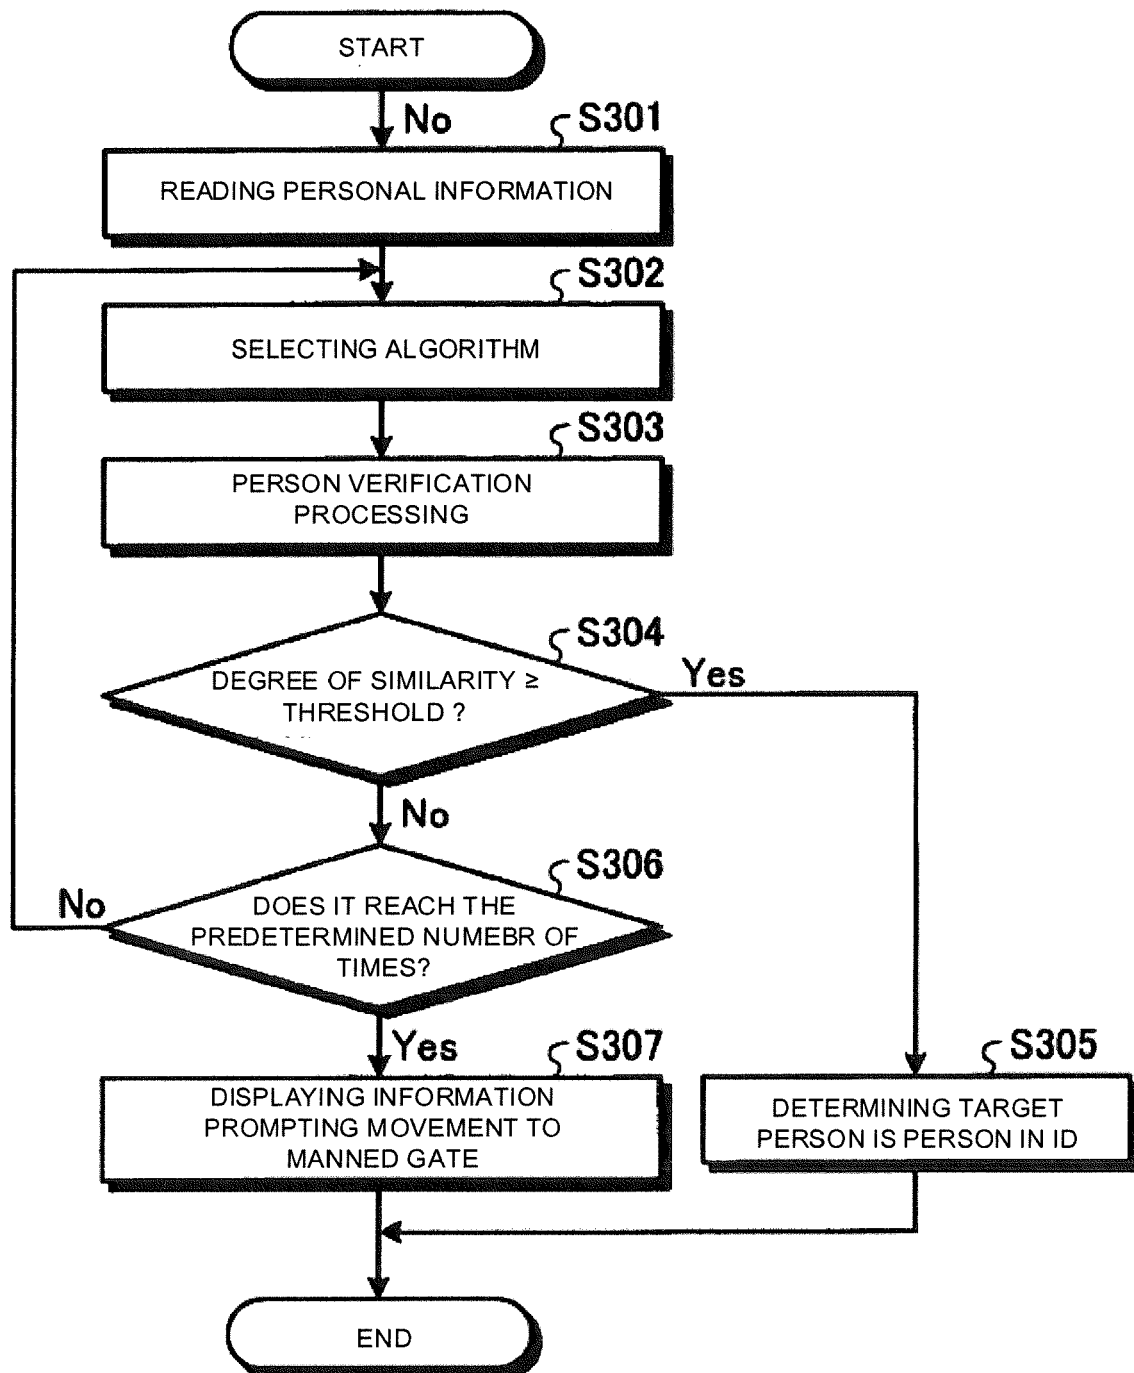 START
No
S301
READING PERSONAL INFORMATION
S302
SELECTING ALGORITHM
S303
PERSON VERIFICATION
PROCESSING
S304
DEGREE OF SIMILARITY ≥
THRESHOLD ?
Yes
No
S306
No
DOES IT REACH THE
PREDETERMINED NUMEBR OF
TIMES?
Yes
S307
DISPLAYING INFORMATION
PROMPTING MOVEMENT TO
MANNED GATE
S305
DETERMINING TARGET
PERSON IS PERSON IN ID
END